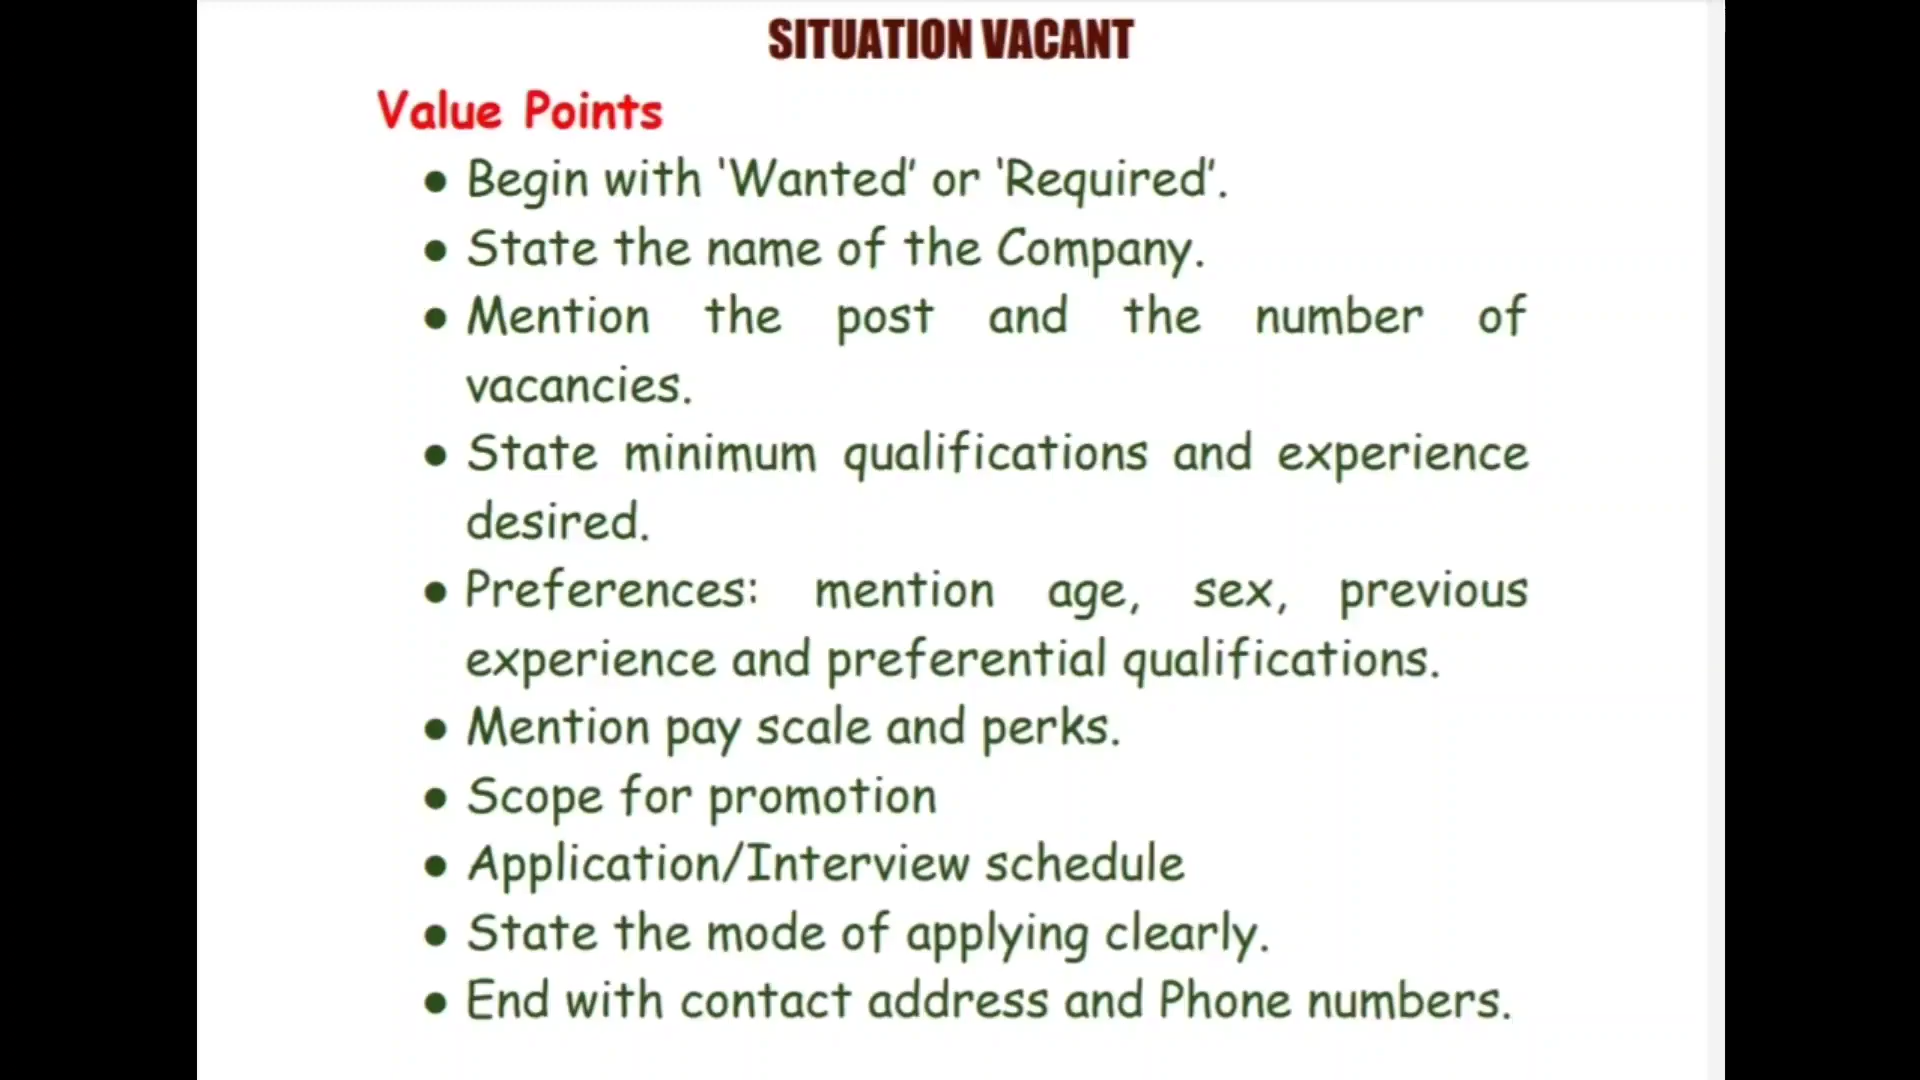 SITUATION VACANT
Value Points
● Begin with ‘Wanted’ or ‘Required’.
● State the name of the Company.
● Mention the post and the number of
vacancies.
● State minimum qualifications and experience
desired.
● Preferences: mention age, sex, previous
experience and preferential qualifications.
● Mention pay scale and perks.
● Scope for promotion
● Application/Interview schedule
● State the mode of applying clearly.
● End with contact address and Phone numbers.